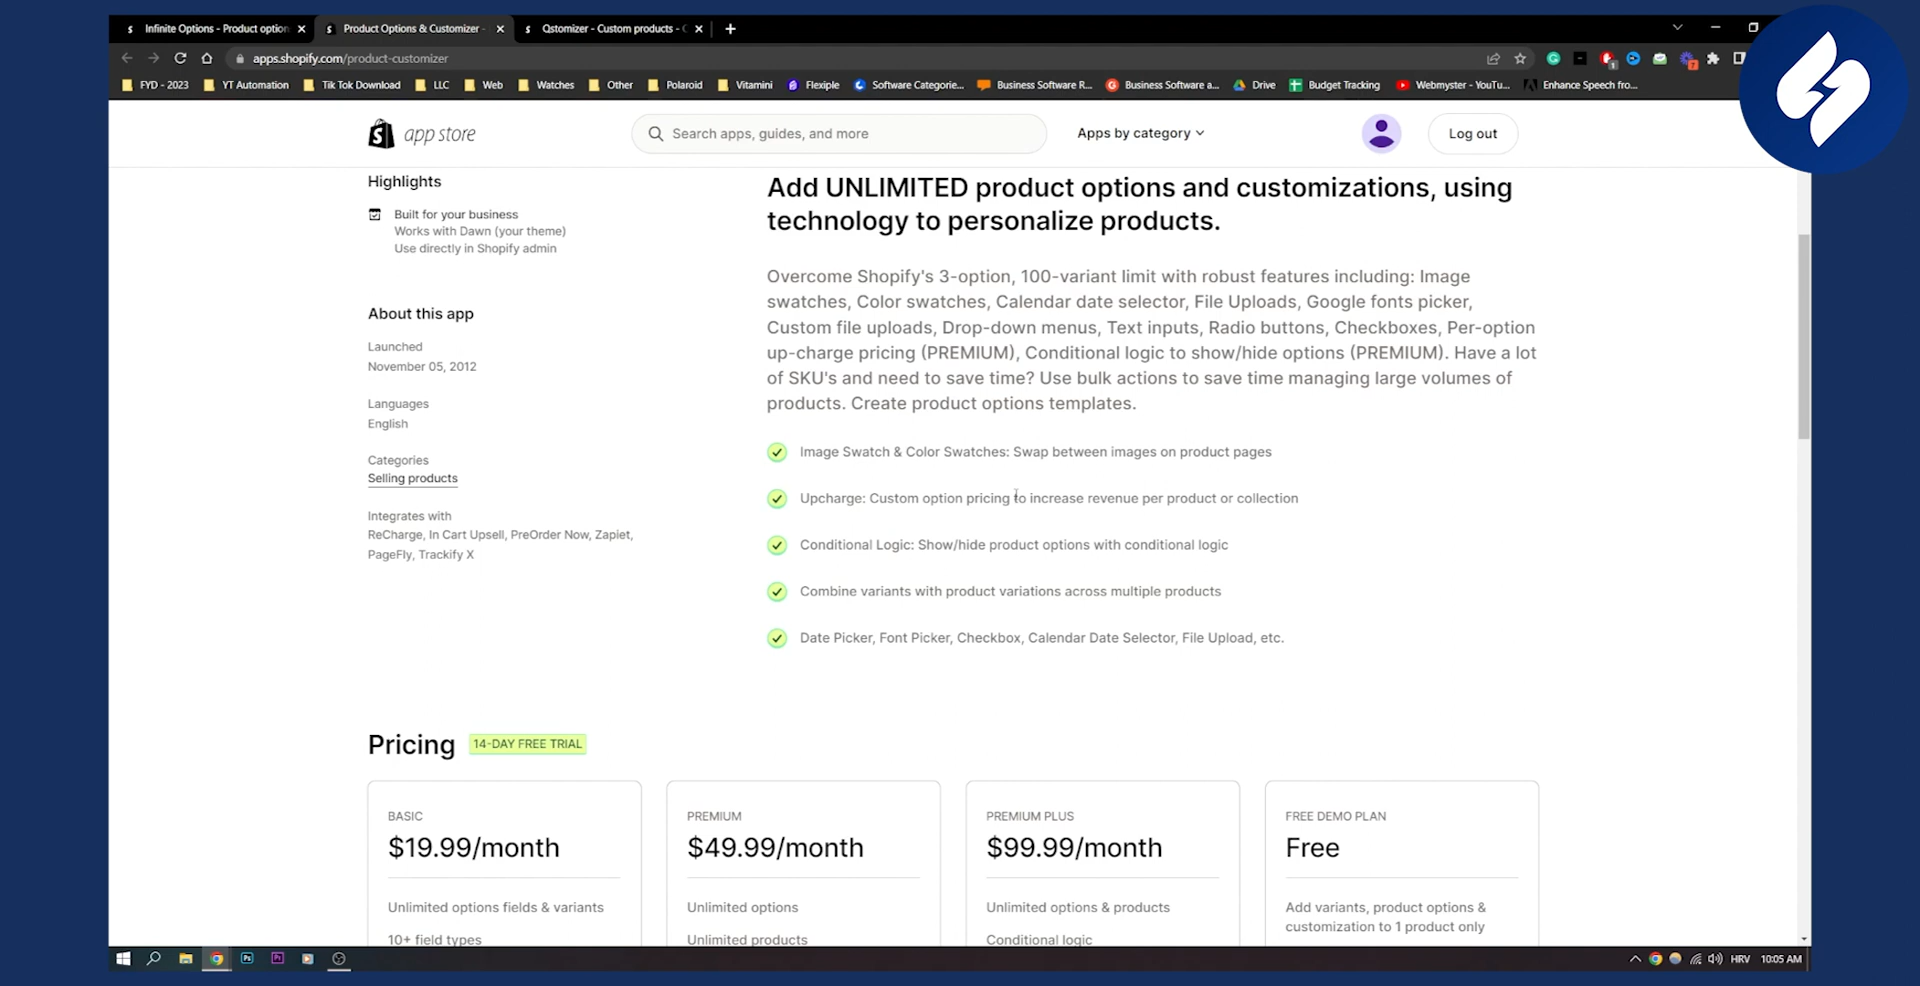 Infinite Options - Product option
Product Options & Customizer -
Qstomizer - Custom products - C
apps.shopify.com/product-customizer
FYD - 2023
YT Automation
Tik Tok Download
LLC
Web
Watches
Other
Polaroid
Vitamini
Flexiple
Software Categorie...
Business Software R...
Business Software a...
Drive
Budget Tracking
Webmyster - YouTu...
Enhance Speech fro...
app store
Search apps, guides, and more
Apps by category
Log out
Highlights
Built for your business
Works with Dawn (your theme)
Use directly in Shopify admin
About this app
Launched
November 05, 2012
Languages
English
Categories
Selling products
Integrates with
ReCharge, In Cart Upsell, PreOrder Now, Zapiet,
PageFly, Trackify X
Add UNLIMITED product options and customizations, using
technology to personalize products.
Overcome Shopify's 3-option, 100-variant limit with robust features including: Image
swatches, Color swatches, Calendar date selector, File Uploads, Google fonts picker,
Custom file uploads, Drop-down menus, Text inputs, Radio buttons, Checkboxes, Per-option
up-charge pricing (PREMIUM), Conditional logic to show/hide options (PREMIUM). Have a lot
of SKU's and need to save time? Use bulk actions to save time managing large volumes of
products. Create product options templates.
Image Swatch & Color Swatches: Swap between images on product pages
Upcharge: Custom option pricing to increase revenue per product or collection
Conditional Logic: Show/hide product options with conditional logic
Combine variants with product variations across multiple products
Date Picker, Font Picker, Checkbox, Calendar Date Selector, File Upload, etc.
Pricing
14-DAY FREE TRIAL
BASIC
$19.99/month
Unlimited options fields & variants
10+ field types
PREMIUM
$49.99/month
Unlimited options
Unlimited products
PREMIUM PLUS
$99.99/month
Unlimited options & products
Conditional logic
FREE DEMO PLAN
Free
Add variants, product options &
customization to 1 product only
HRV
10:05 AM